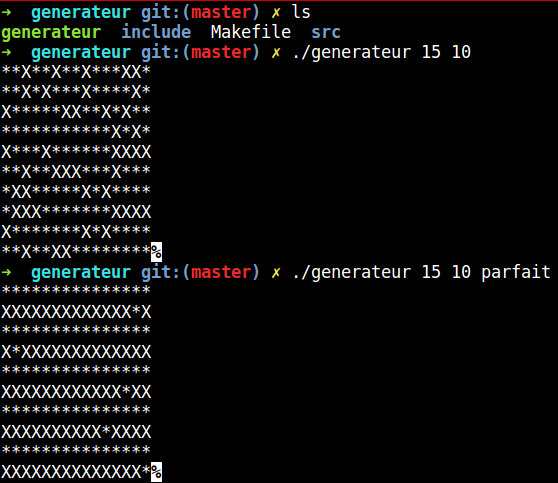 ➜  generateur git:(master) ✗ ls
generateur  include  Makefile  src
➜  generateur git:(master) ✗ ./generateur 15 10
**X**X**X***XX*
**X*X***X****X*
X*****XX**X*X**
***********X*X*
X***X******XXXX
**X**XXX***X***
*XX*****X*X****
*XXX*******XXXX
X*******X*X****
**X**XX********%
➜  generateur git:(master) ✗ ./generateur 15 10 parfait
***************
XXXXXXXXXXXXX*X
***************
X*XXXXXXXXXXXXX
***************
XXXXXXXXXXXX*XX
***************
XXXXXXXXXX*XXXX
***************
XXXXXXXXXXXXXX*%